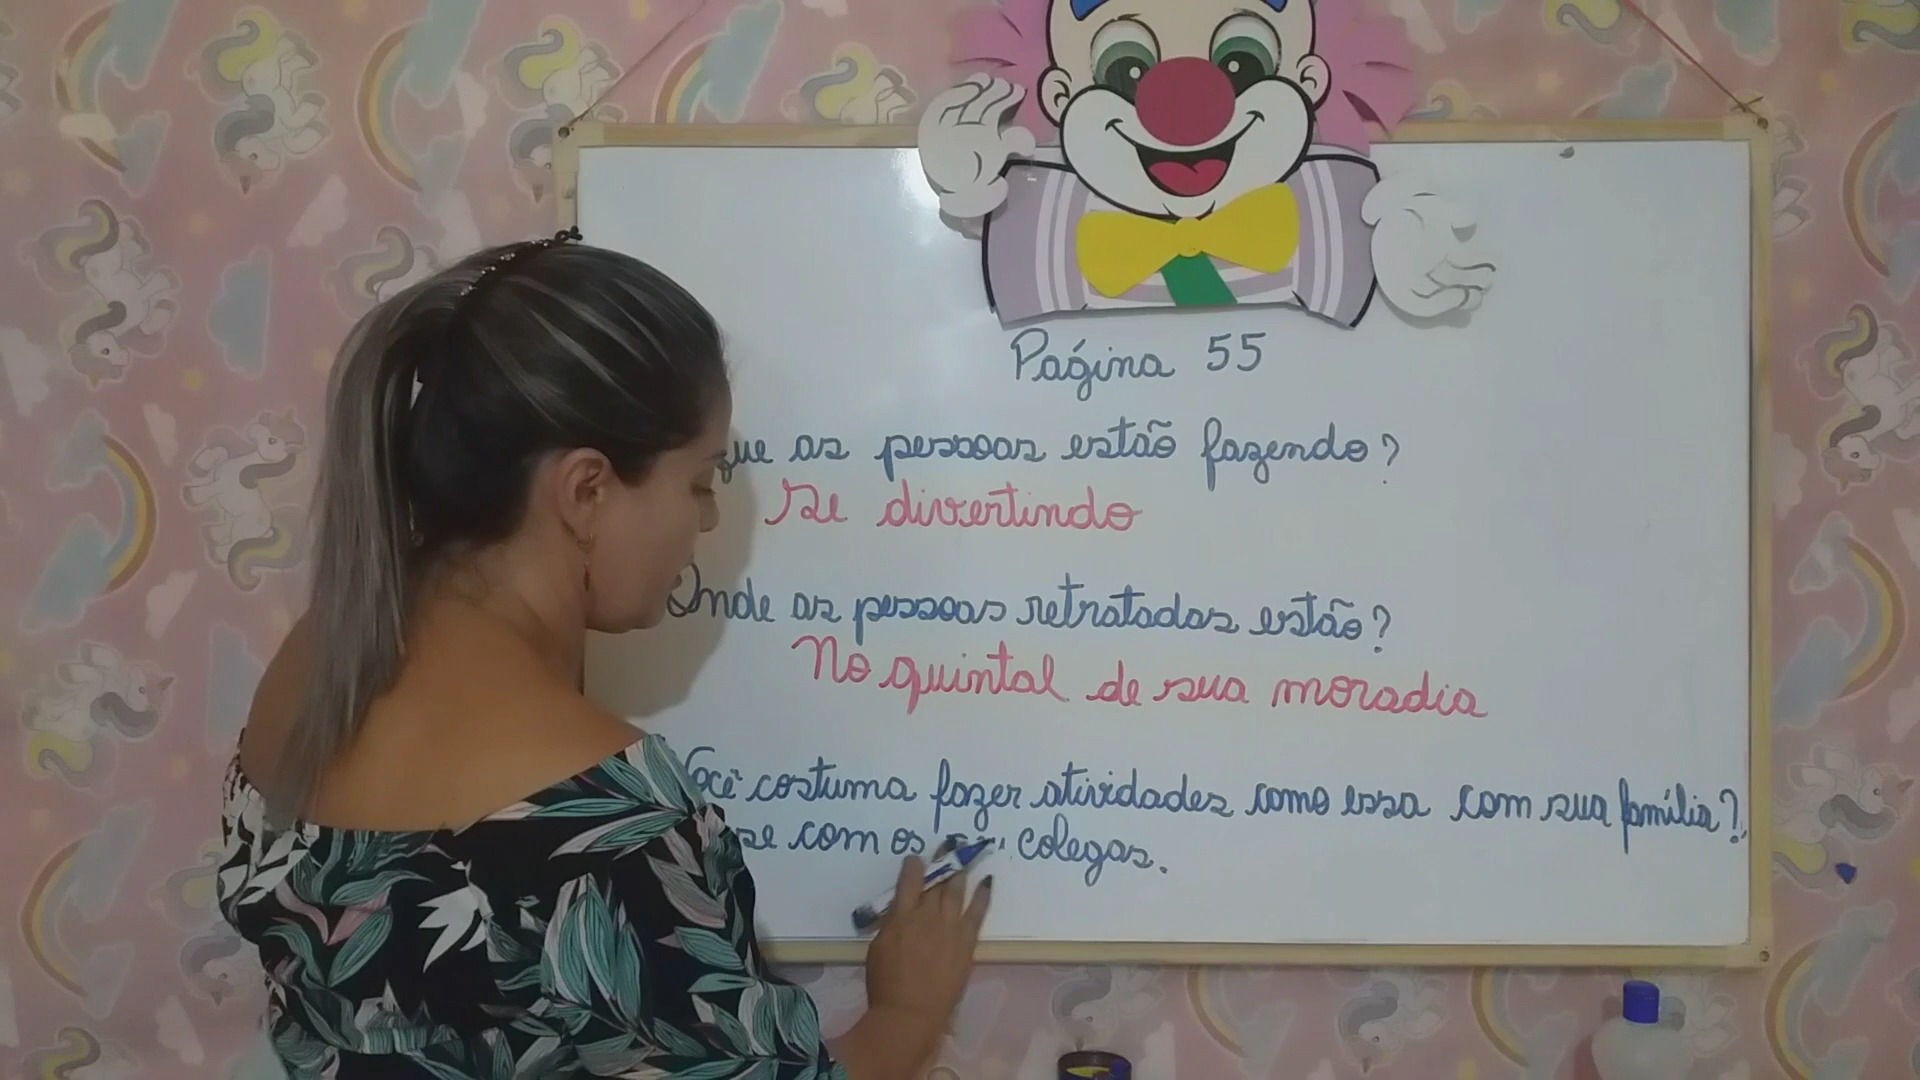 Página 55
que as pessoas estão fazendo?
Se divertindo
Onde as pessoas retratadas estão?
No quintal de sua moradia
Você costuma fazer atividades como essa com sua família?
se com os colegas.